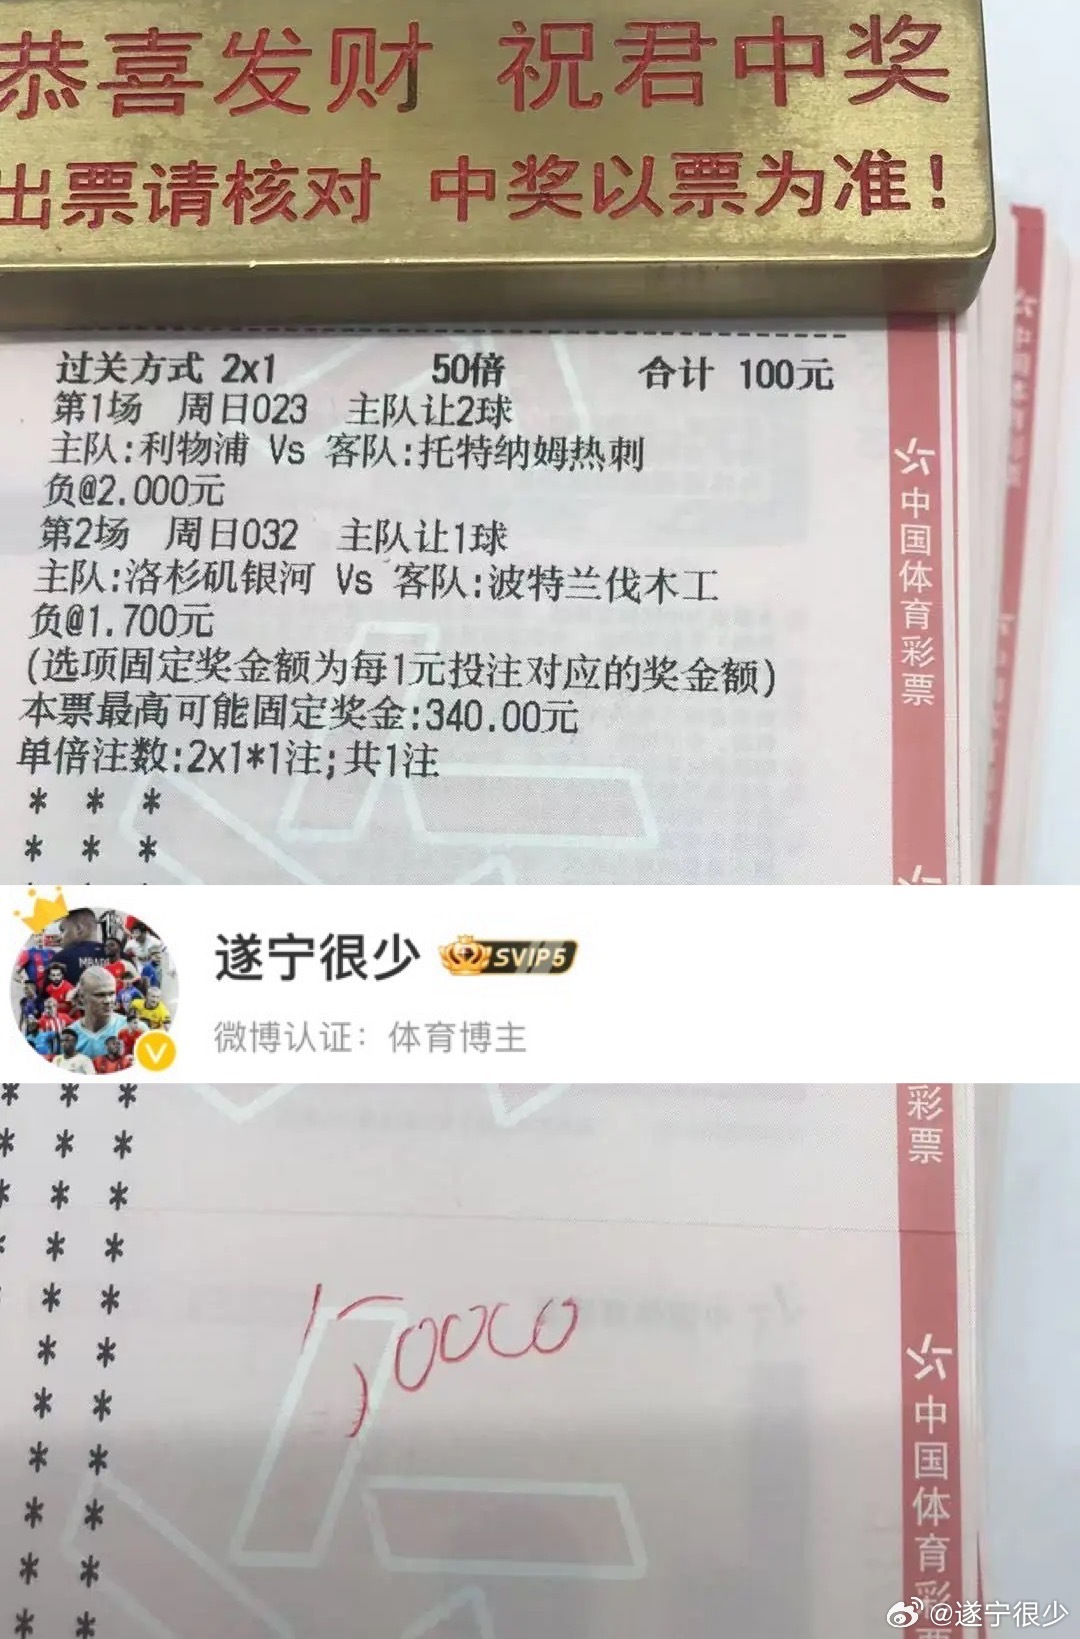 恭喜发财 祝君中奖
出票请核对 中奖以票为准!
过关方式 2x1 50倍 合计 100元
第1场 周日023 主队让2球
主队:利物浦 Vs 客队:托特纳姆热刺
负@2.000元
第2场 周日032 主队让1球
主队:洛杉矶银河 Vs 客队:波特兰伐木工
负@1.700元
(选项固定奖金额为每1元投注对应的奖金额)
本票最高可能固定奖金:340.00元
单倍注数:2x1*1注;共1注
* * *
* * *
中国体育彩票
遂宁很少 SVIP5
微博认证: 体育博主
* * *
* * *
* * *
* *
* *
* *
* *
* *
* *
* *
* *
彩票
中国体育彩
@遂宁很少